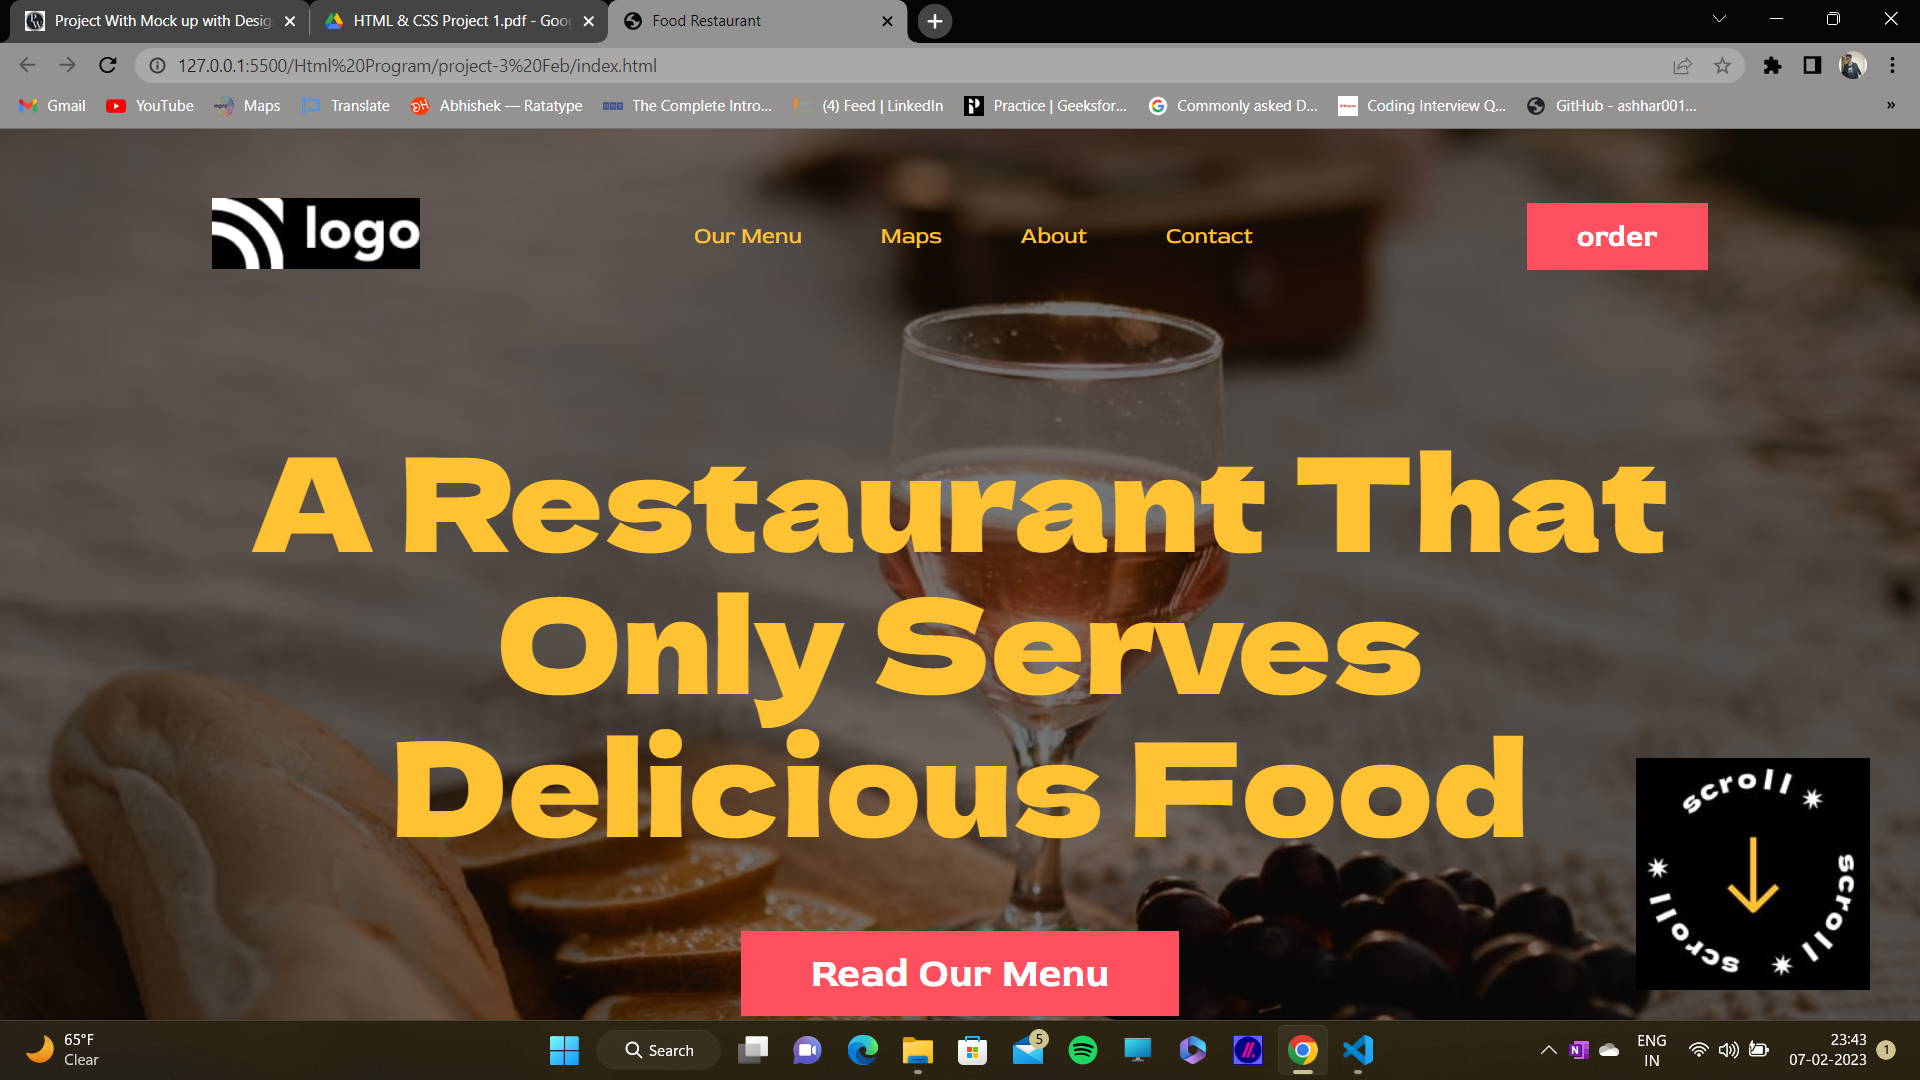 Project With Mock up with Desig
HTML & CSS Project 1.pdf - Goo
Food Restaurant
127.0.0.1:5500/Html%20Program/project-3%20Feb/index.html
Gmail
YouTube
Maps
Translate
Abhishek — Ratatype
The Complete Intro...
(4) Feed | LinkedIn
Practice | Geeksfor...
Commonly asked D...
Coding Interview Q...
GitHub - ashhar001...
»
logo
Our Menu
Maps
About
Contact
order
A Restaurant That
Only Serves
Delicious Food
scroll
scroll
scroll
Read Our Menu
65°F
Clear
Search
5
ENG
IN
23:43
07-02-2023
1